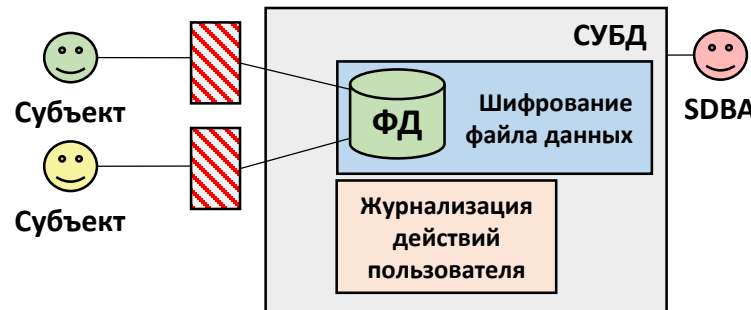 СУБД
Субъект
Субъект
ФД
Шифрование
файла данных
SDBA
Журнализация
действий
пользователя